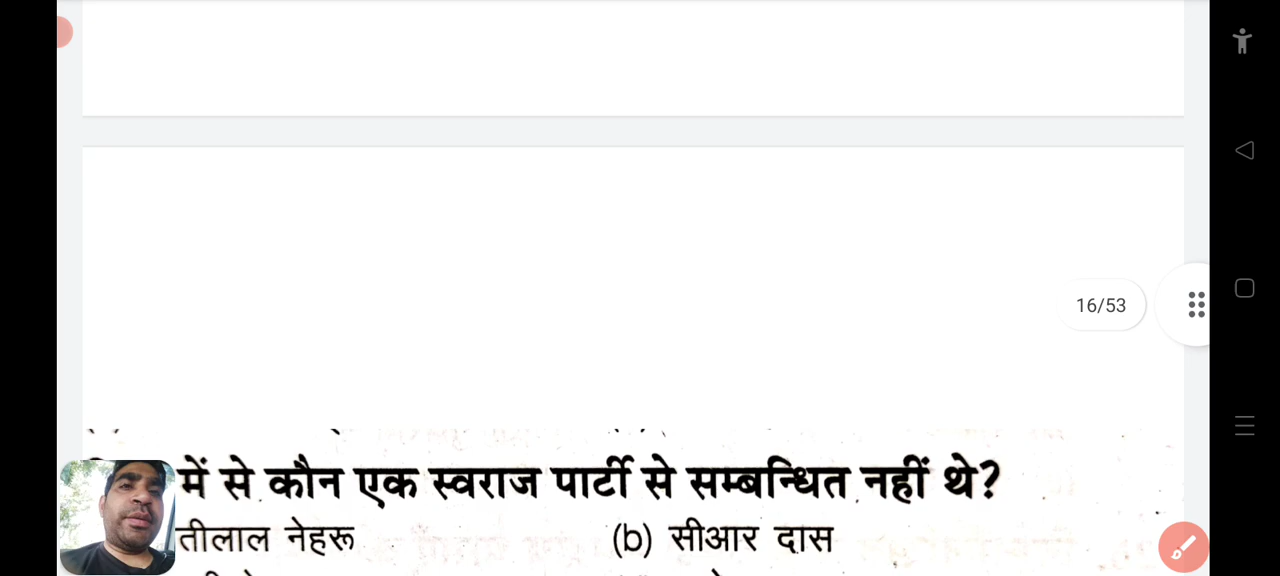 16/53
में से कौन एक स्वराज पार्टी से सम्बन्धित नहीं थे?
तीलाल नेहरू (b) सीआर दास